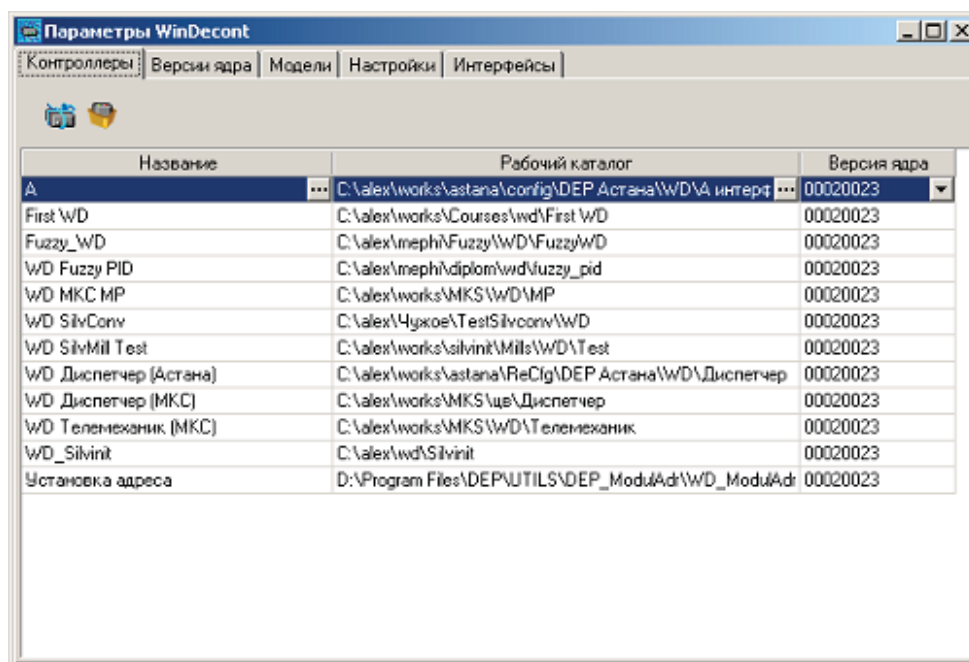 Параметры WinDecont
Контроллеры Версии ядра Модели Настройки Интерфейсы
Название Рабочий каталог Версия ядра
A ... C:\alex\works\astana\config\DEP Астана\WD\А интерф ... 00020023
First WD C:\alex\works\Courses\wd\First WD 00020023
Fuzzy_WD C:\alex\mephi\Fuzzy\WD\FuzzyWD 00020023
WD Fuzzy PID C:\alex\mephi\diplom\wd\fuzzy_pid 00020023
WD MKC MP C:\alex\works\MKS\WD\MP 00020023
WD SilvConv C:\alex\Чужое\TestSilvconv\WD 00020023
WD SilvMill Test C:\alex\works\silvinit\Mills\WD\Test 00020023
WD Диспетчер (Астана) C:\alex\works\astana\ReCfg\DEP Астана\WD\Диспетчер 00020023
WD Диспетчер (МКС) C:\alex\works\MKS\цв\Диспетчер 00020023
WD Телемеханик (МКС) C:\alex\works\MKS\WD\Телемеханик 00020023
WD_Silvinit C:\alex\wd\Silvinit 00020023
Установка адреса D:\Program Files\DEP\UTILS\DEP_ModulAdr\WD_ModulAdr 00020023